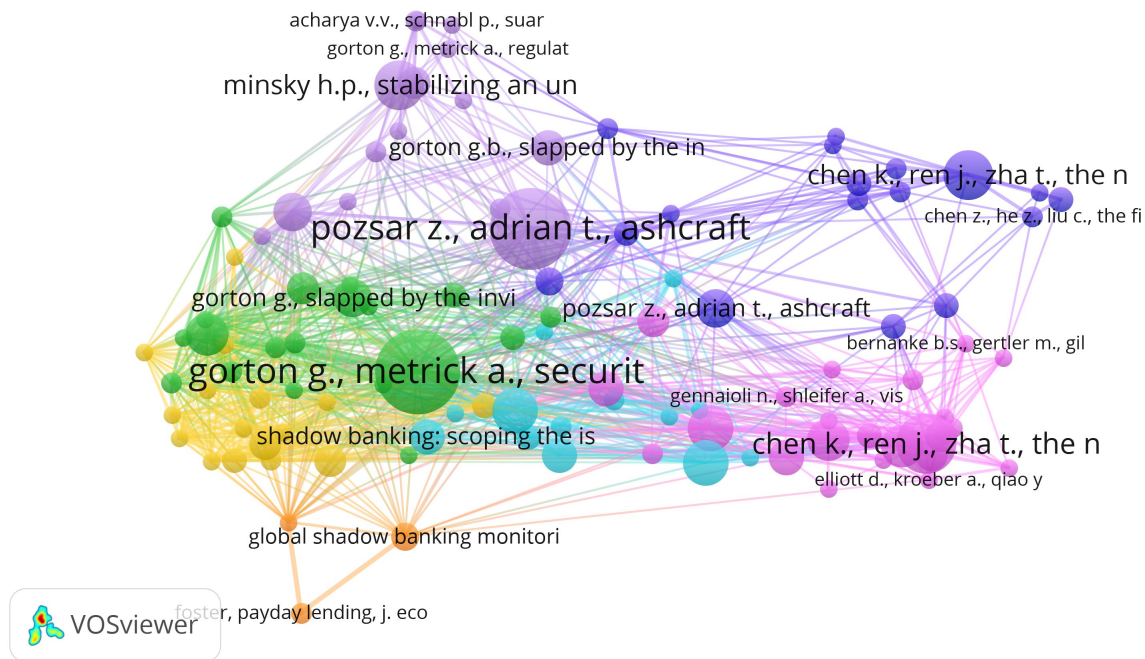 acharya v.v., schnabl p., suar
gorton g., metrick a., regulat
minsky h.p., stabilizing an un
gorton g.b., slapped by the in
chen k., ren j., zha t., the n
chen z., he z., liu c., the fi
pozsar z., adrian t., ashcraft
gorton g., slapped by the invi
pozsar z., adrian t., ashcraft
bernanke b.s., gertler m., gil
gorton g., metrick a., securit
gennaioli n., shleifer a., vis
shadow banking: scoping the is
chen k., ren j., zha t., the n
elliott d., kroeber a., qiao y
global shadow banking monitori
foster, payday lending, j. eco
VOSviewer